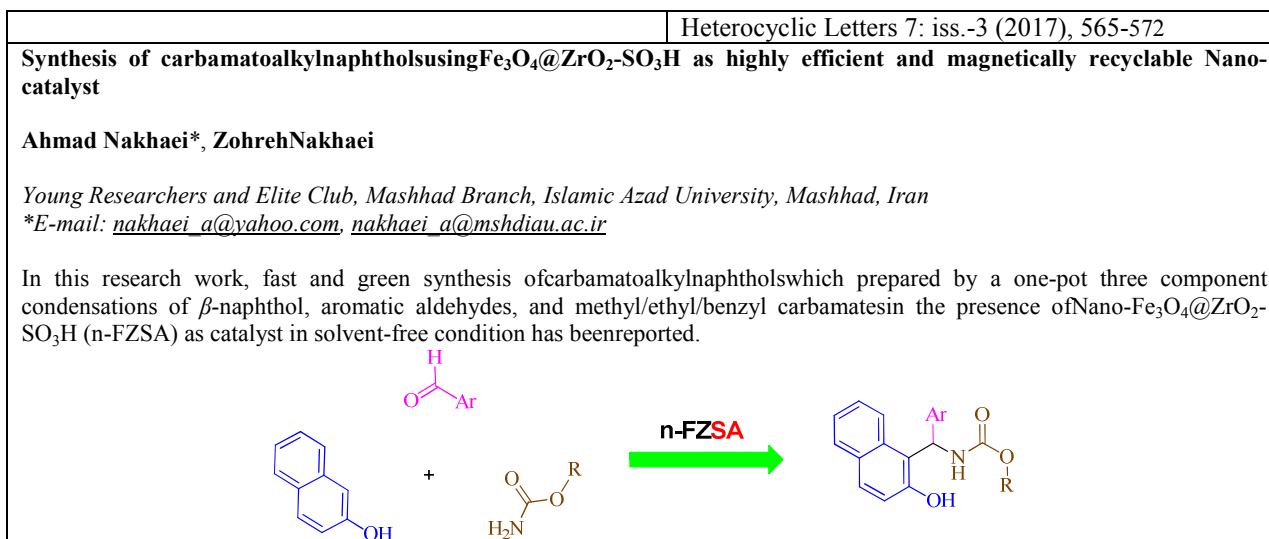 Heterocyclic Letters 7: iss.-3 (2017), 565-572
Synthesis of carbamatoalkylnaphtholsusingFe3O4@ZrO2-SO3H as highly efficient and magnetically recyclable Nano-
catalyst
Ahmad Nakhaei*, ZohrehNakhaei
Young Researchers and Elite Club, Mashhad Branch, Islamic Azad University, Mashhad, Iran
*E-mail: nakhaei_a@yahoo.com, nakhaei_a@mshdiau.ac.ir
In this research work, fast and green synthesis ofcarbamatoalkylnaphtholswhich prepared by a one-pot three component
condensations of β-naphthol, aromatic aldehydes, and methyl/ethyl/benzyl carbamatesin the presence ofNano-Fe3O4@ZrO2-
SO3H (n-FZSA) as catalyst in solvent-free condition has beenreported.
H
O
Ar
n-FZSA
Ar
O
N
H
O
R
OH
+
R
O
O
H2N
OH